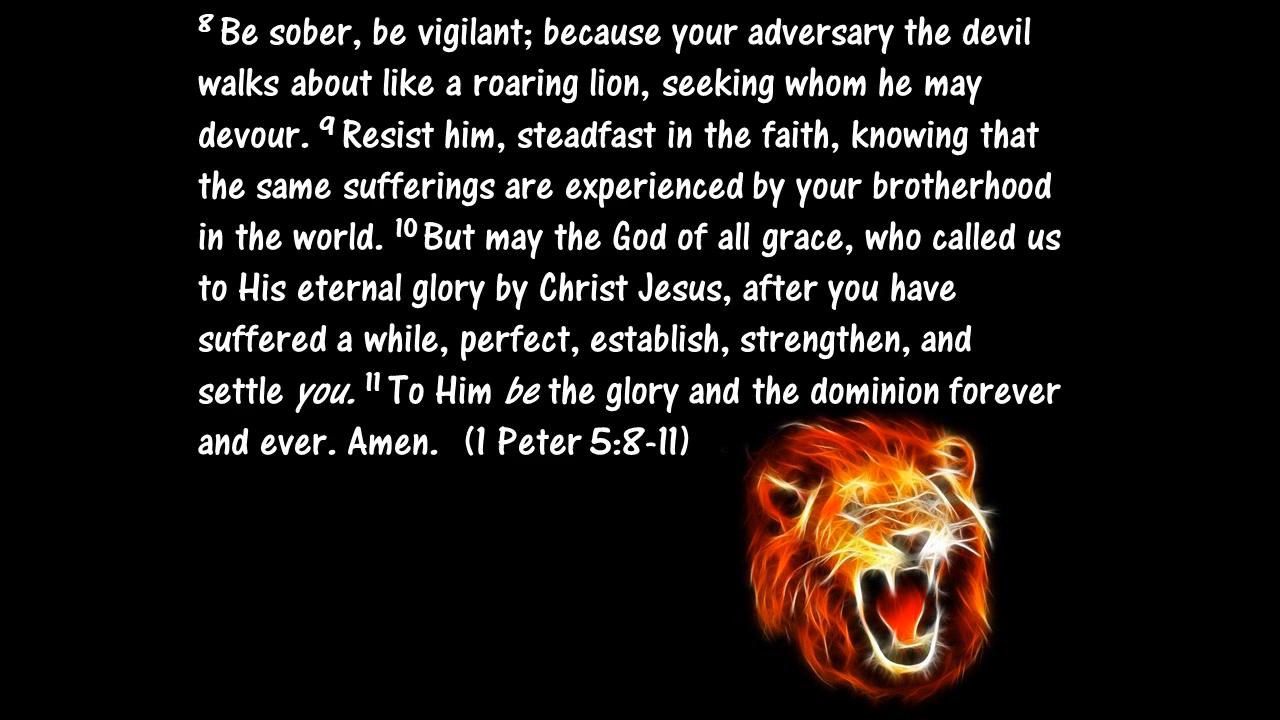 8 Be sober, be vigilant; because your adversary the devil
walks about like a roaring lion, seeking whom he may
devour. 9 Resist him, steadfast in the faith, knowing that
the same sufferings are experienced by your brotherhood
in the world. 10 But may the God of all grace, who called us
to His eternal glory by Christ Jesus, after you have
suffered a while, perfect, establish, strengthen, and
settle you. 11 To Him be the glory and the dominion forever
and ever. Amen. (1 Peter 5:8-11)